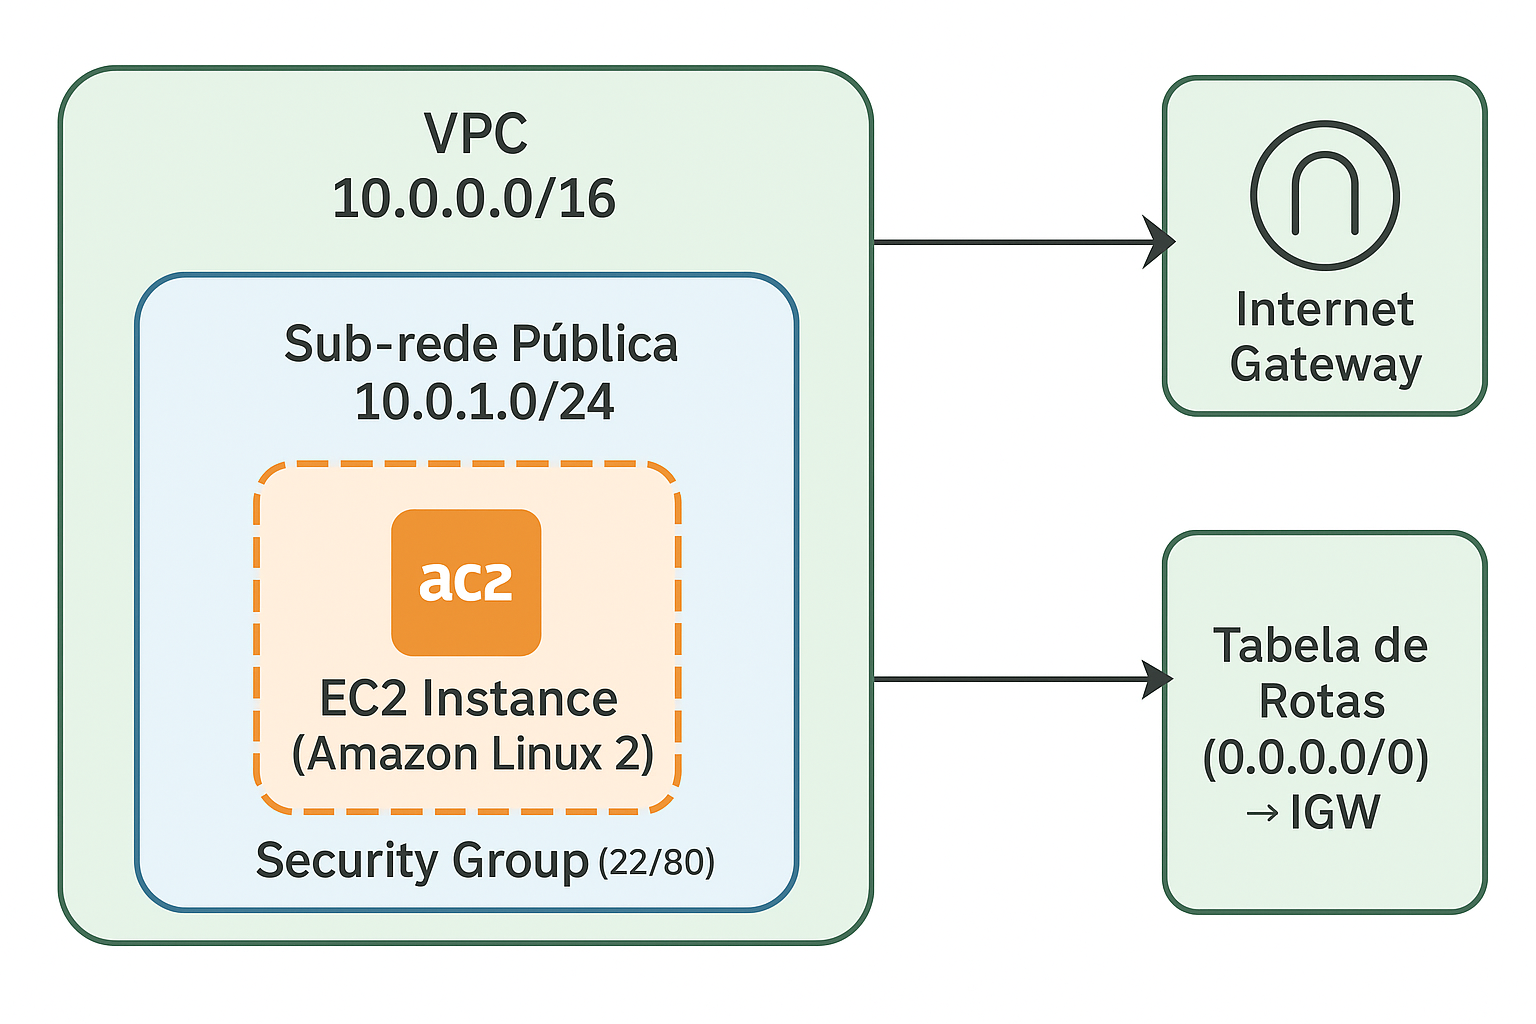 VPC
10.0.0.0/16
Sub-rede Pública
10.0.1.0/24
ac2
EC2 Instance
(Amazon Linux 2)
Security Group (22/80)
Internet
Gateway
Tabela de
Rotas
(0.0.0.0/0)
→ IGW